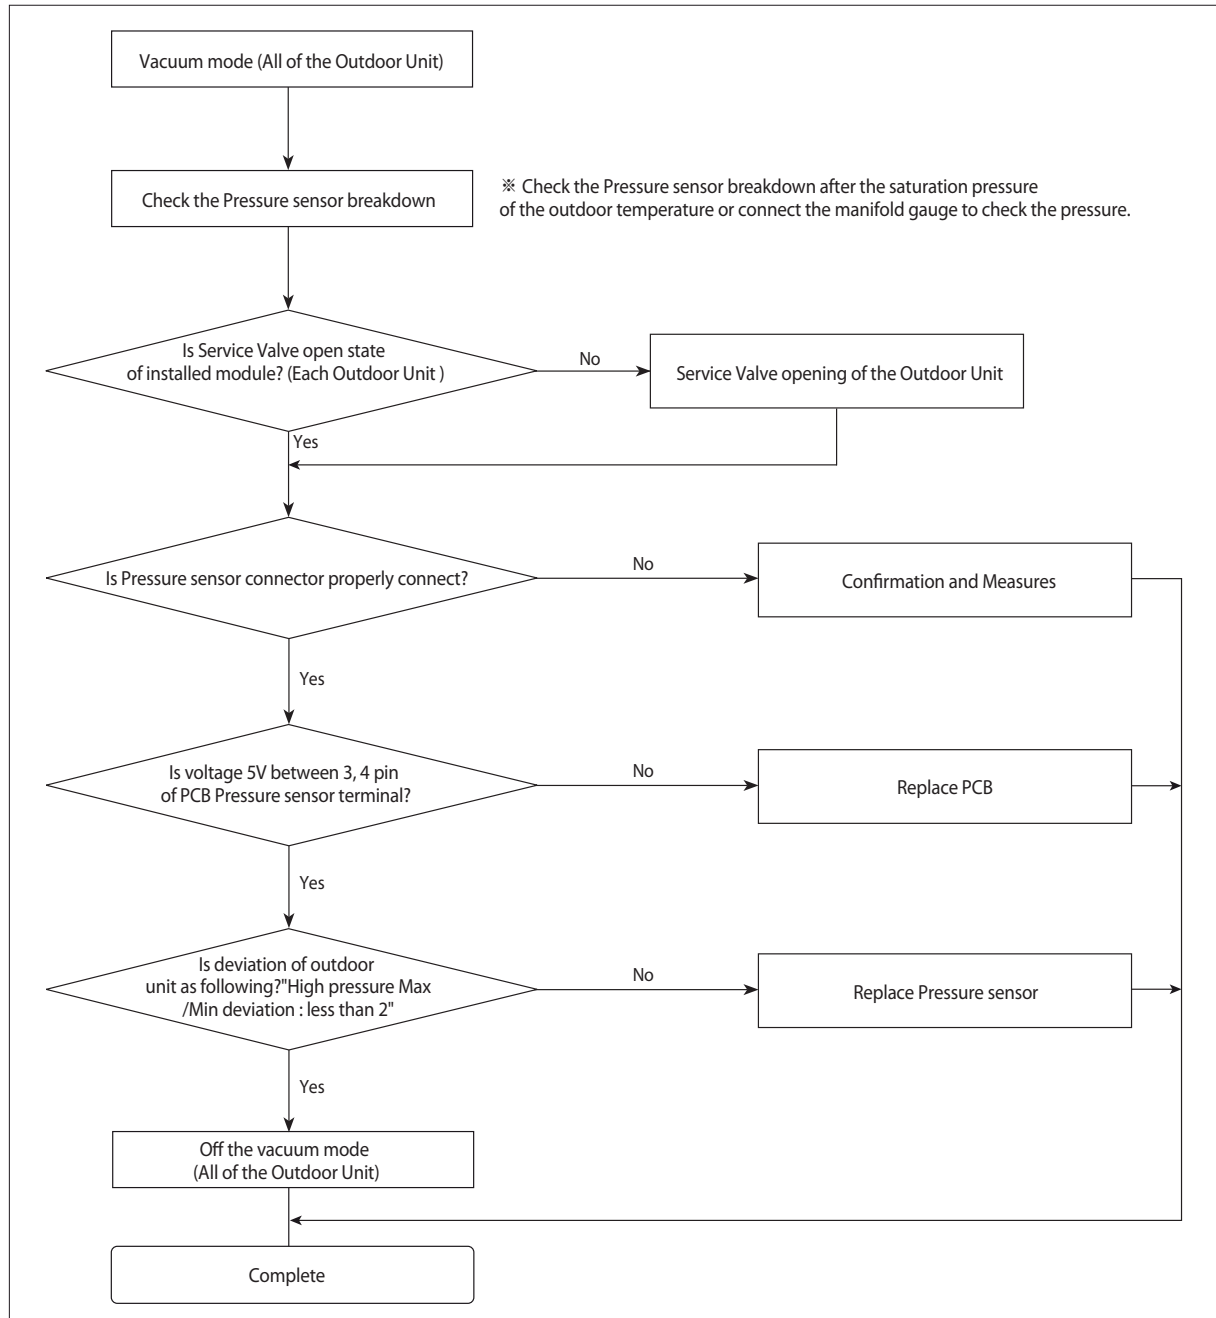 Vacuum mode (All of the Outdoor Unit)
Check the Pressure sensor breakdown
※ Check the Pressure sensor breakdown after the saturation pressure
of the outdoor temperature or connect the manifold gauge to check the pressure.
Is Service Valve open state
of installed module? (Each Outdoor Unit )
No
Service Valve opening of the Outdoor Unit
Yes
Is Pressure sensor connector properly connect?
No
Confirmation and Measures
Yes
Is voltage 5V between 3, 4 pin
of PCB Pressure sensor terminal?
No
Replace PCB
Yes
Is deviation of outdoor
unit as following?"High pressure Max
/Min deviation : less than 2"
No
Replace Pressure sensor
Yes
Off the vacuum mode
(All of the Outdoor Unit)
Complete